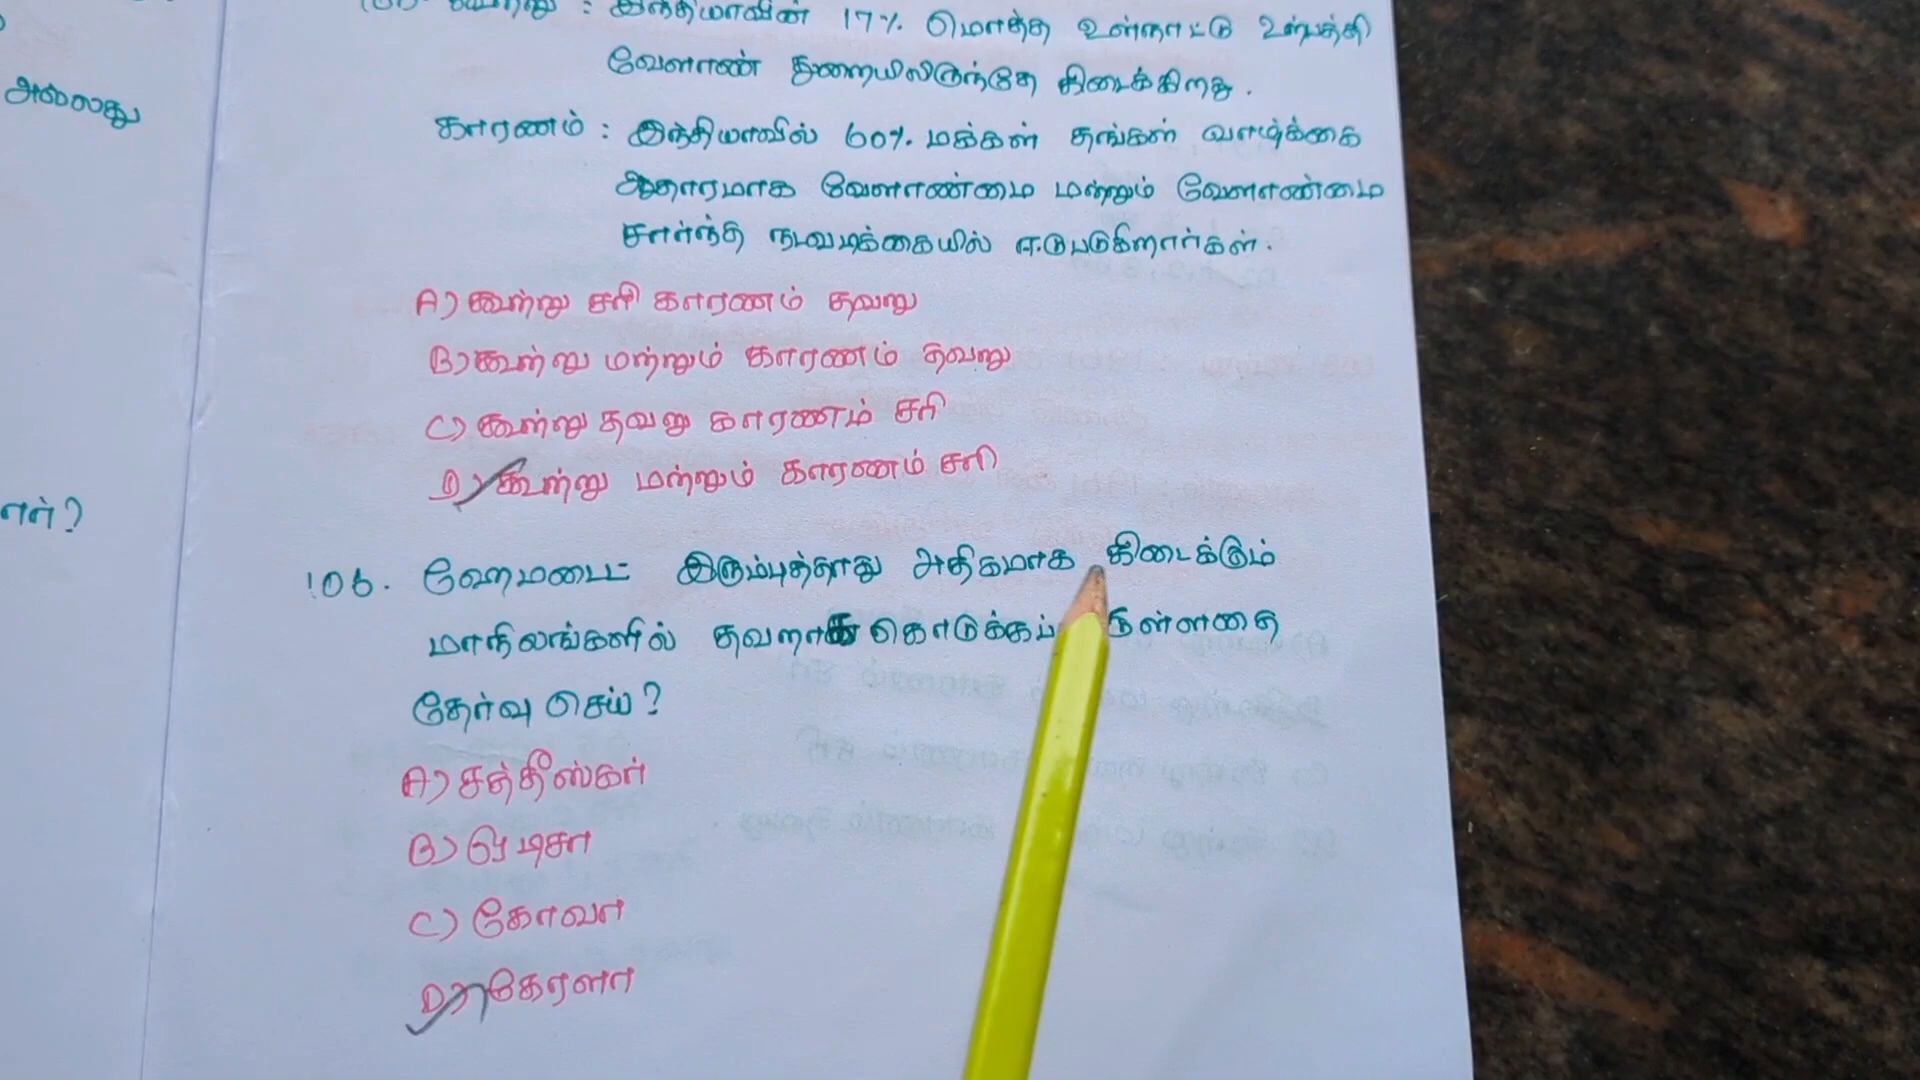 கூற்று : இந்தியாவின் 17% மொத்த உள்நாட்டு உற்பத்தி
வேளாண் துறையிலிருந்தே கிடைக்கிறது.
காரணம் : இந்தியாவில் 60% மக்கள் தங்கள் வாழ்க்கை
ஆதாரமாக வேளாண்மை மற்றும் வேளாண்மை
சார்ந்த நடவடிக்கையில் ஈடுபடுகிறார்கள்.
A) கூற்று சரி காரணம் தவறு
B) கூற்று மற்றும் காரணம் தவறு
C) கூற்று தவறு காரணம் சரி
D) கூற்று மற்றும் காரணம் சரி
106. ஹேமடைட் இரும்புத்தாது அதிகமாக கிடைக்கும்
மாநிலங்களில் தவறாக கொடுக்கப்
தேர்வு செய்?
A) சத்தீஸ்கர்
B) ஒடிசா
C) கோவா
D) கேரளா
அல்லது